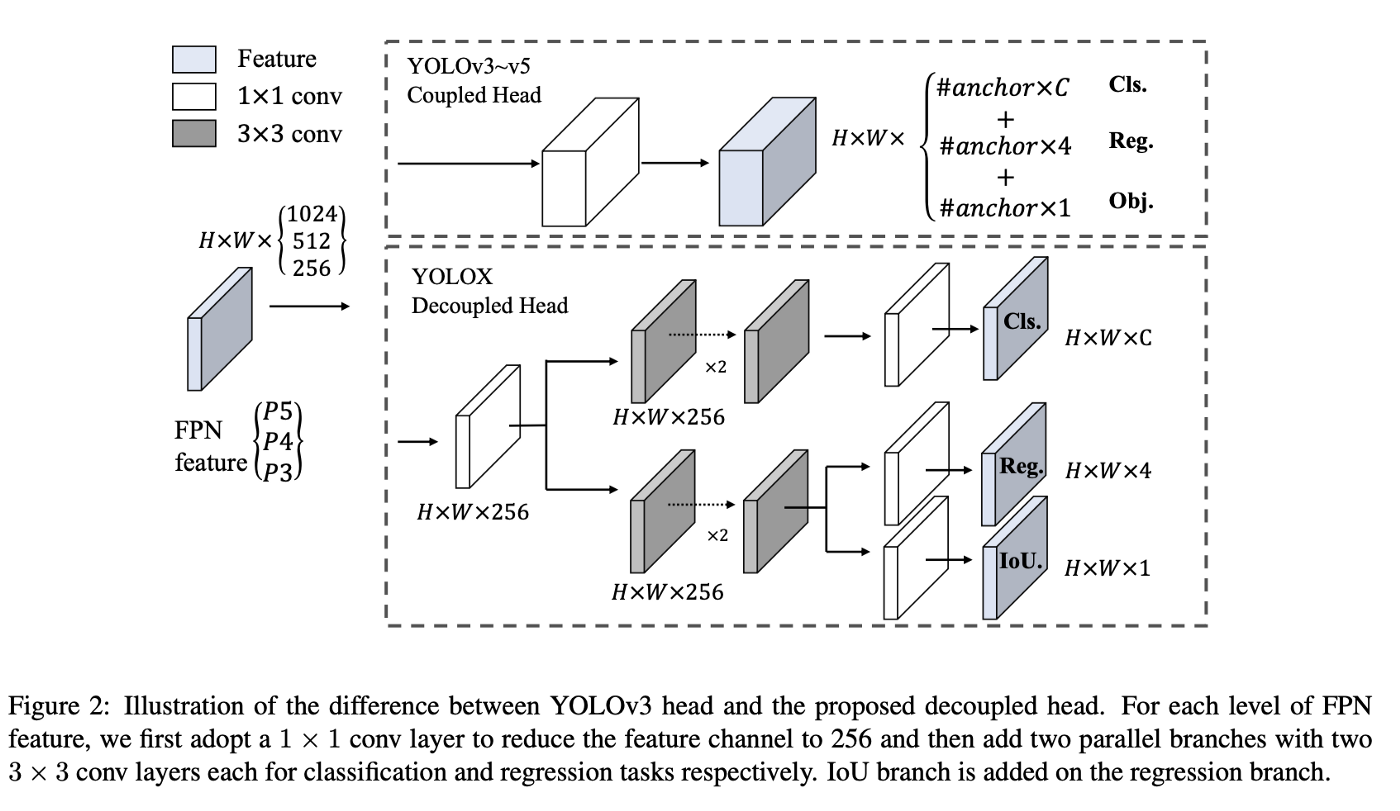 Feature
1×1 conv
3×3 conv
H×W×{1024
512
256}
FPN
feature
{P5
P4
P3}
YOLOv3~v5
Coupled Head
H×W×
#anchor×C Cls.
+
#anchor×4 Reg.
+
#anchor×1 Obj.
YOLOX
Decoupled Head
H×W×256
×2
H×W×256
×2
H×W×256
Cls.
H×W×C
Reg.
H×W×4
IoU.
H×W×1
Figure 2: Illustration of the difference between YOLOv3 head and the proposed decoupled head. For each level of FPN
feature, we first adopt a 1 × 1 conv layer to reduce the feature channel to 256 and then add two parallel branches with two
3 × 3 conv layers each for classification and regression tasks respectively. IoU branch is added on the regression branch.